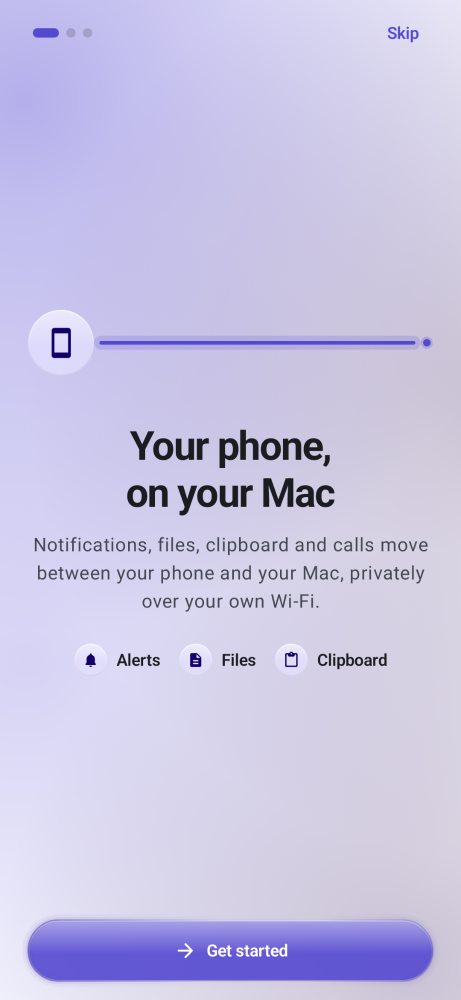 Skip
Your phone,
on your Mac
Notifications, files, clipboard and calls move
between your phone and your Mac, privately
over your own Wi-Fi.
Alerts Files Clipboard
Get started